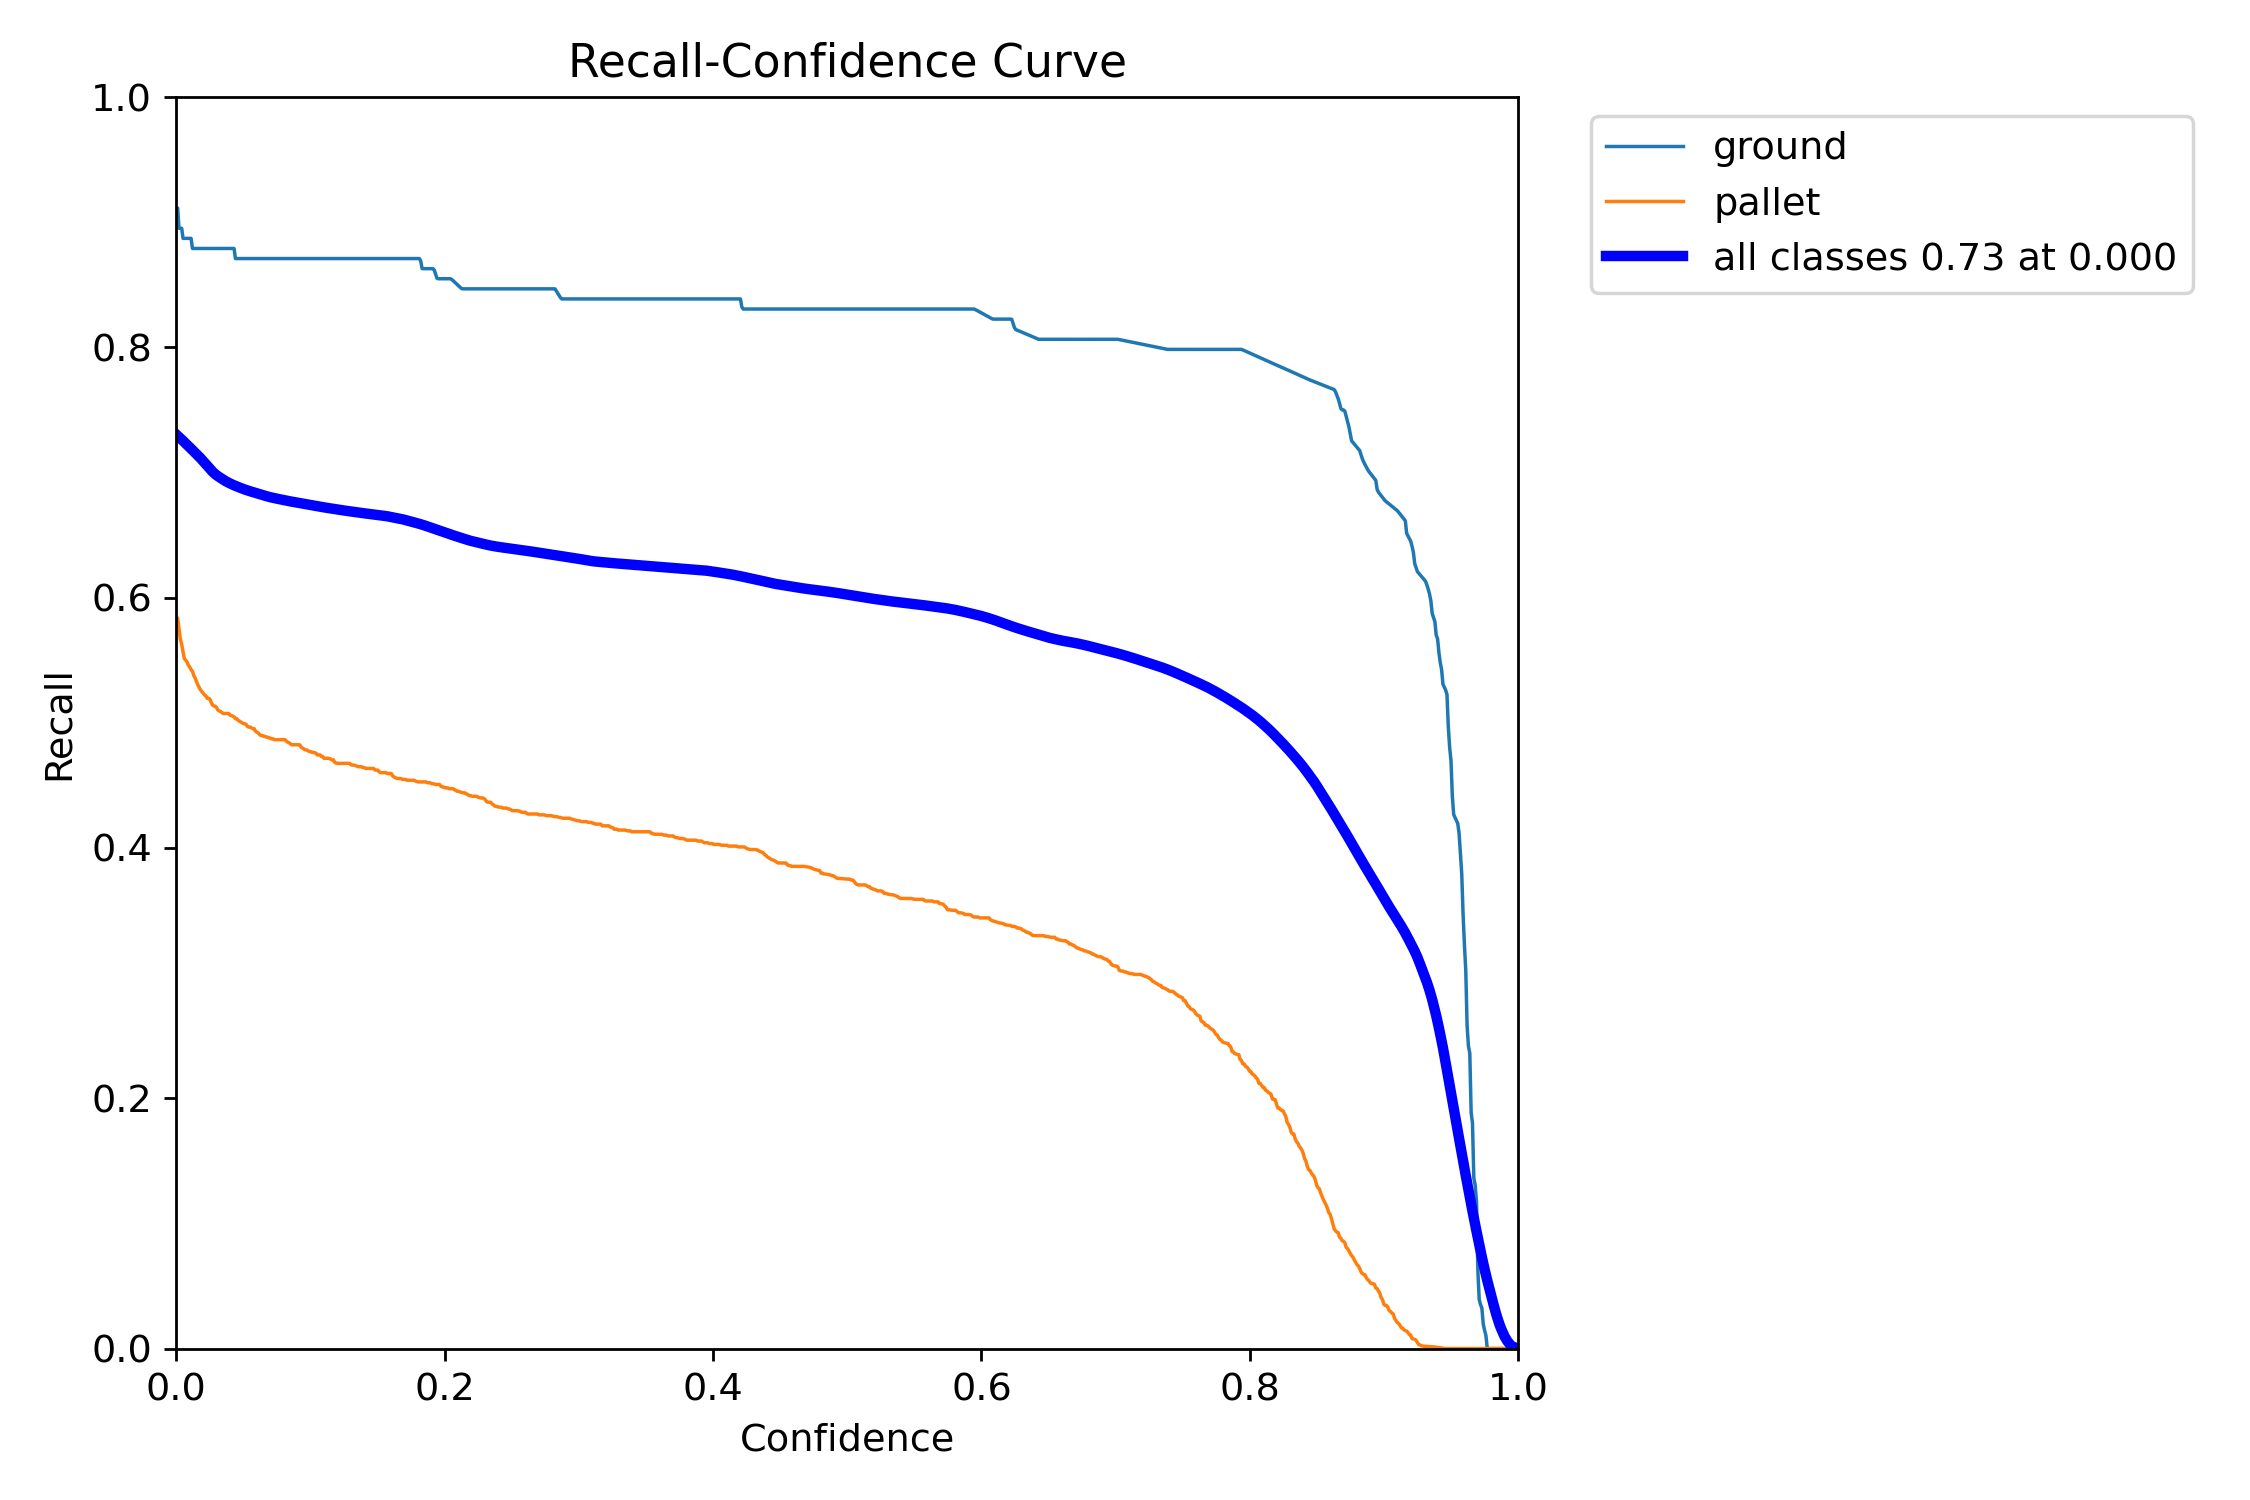 Recall-Confidence Curve
1.0
0.8
0.6
0.4
0.2
0.0
Recall
0.0 0.2 0.4 0.6 0.8 1.0
Confidence
ground
pallet
all classes 0.73 at 0.000